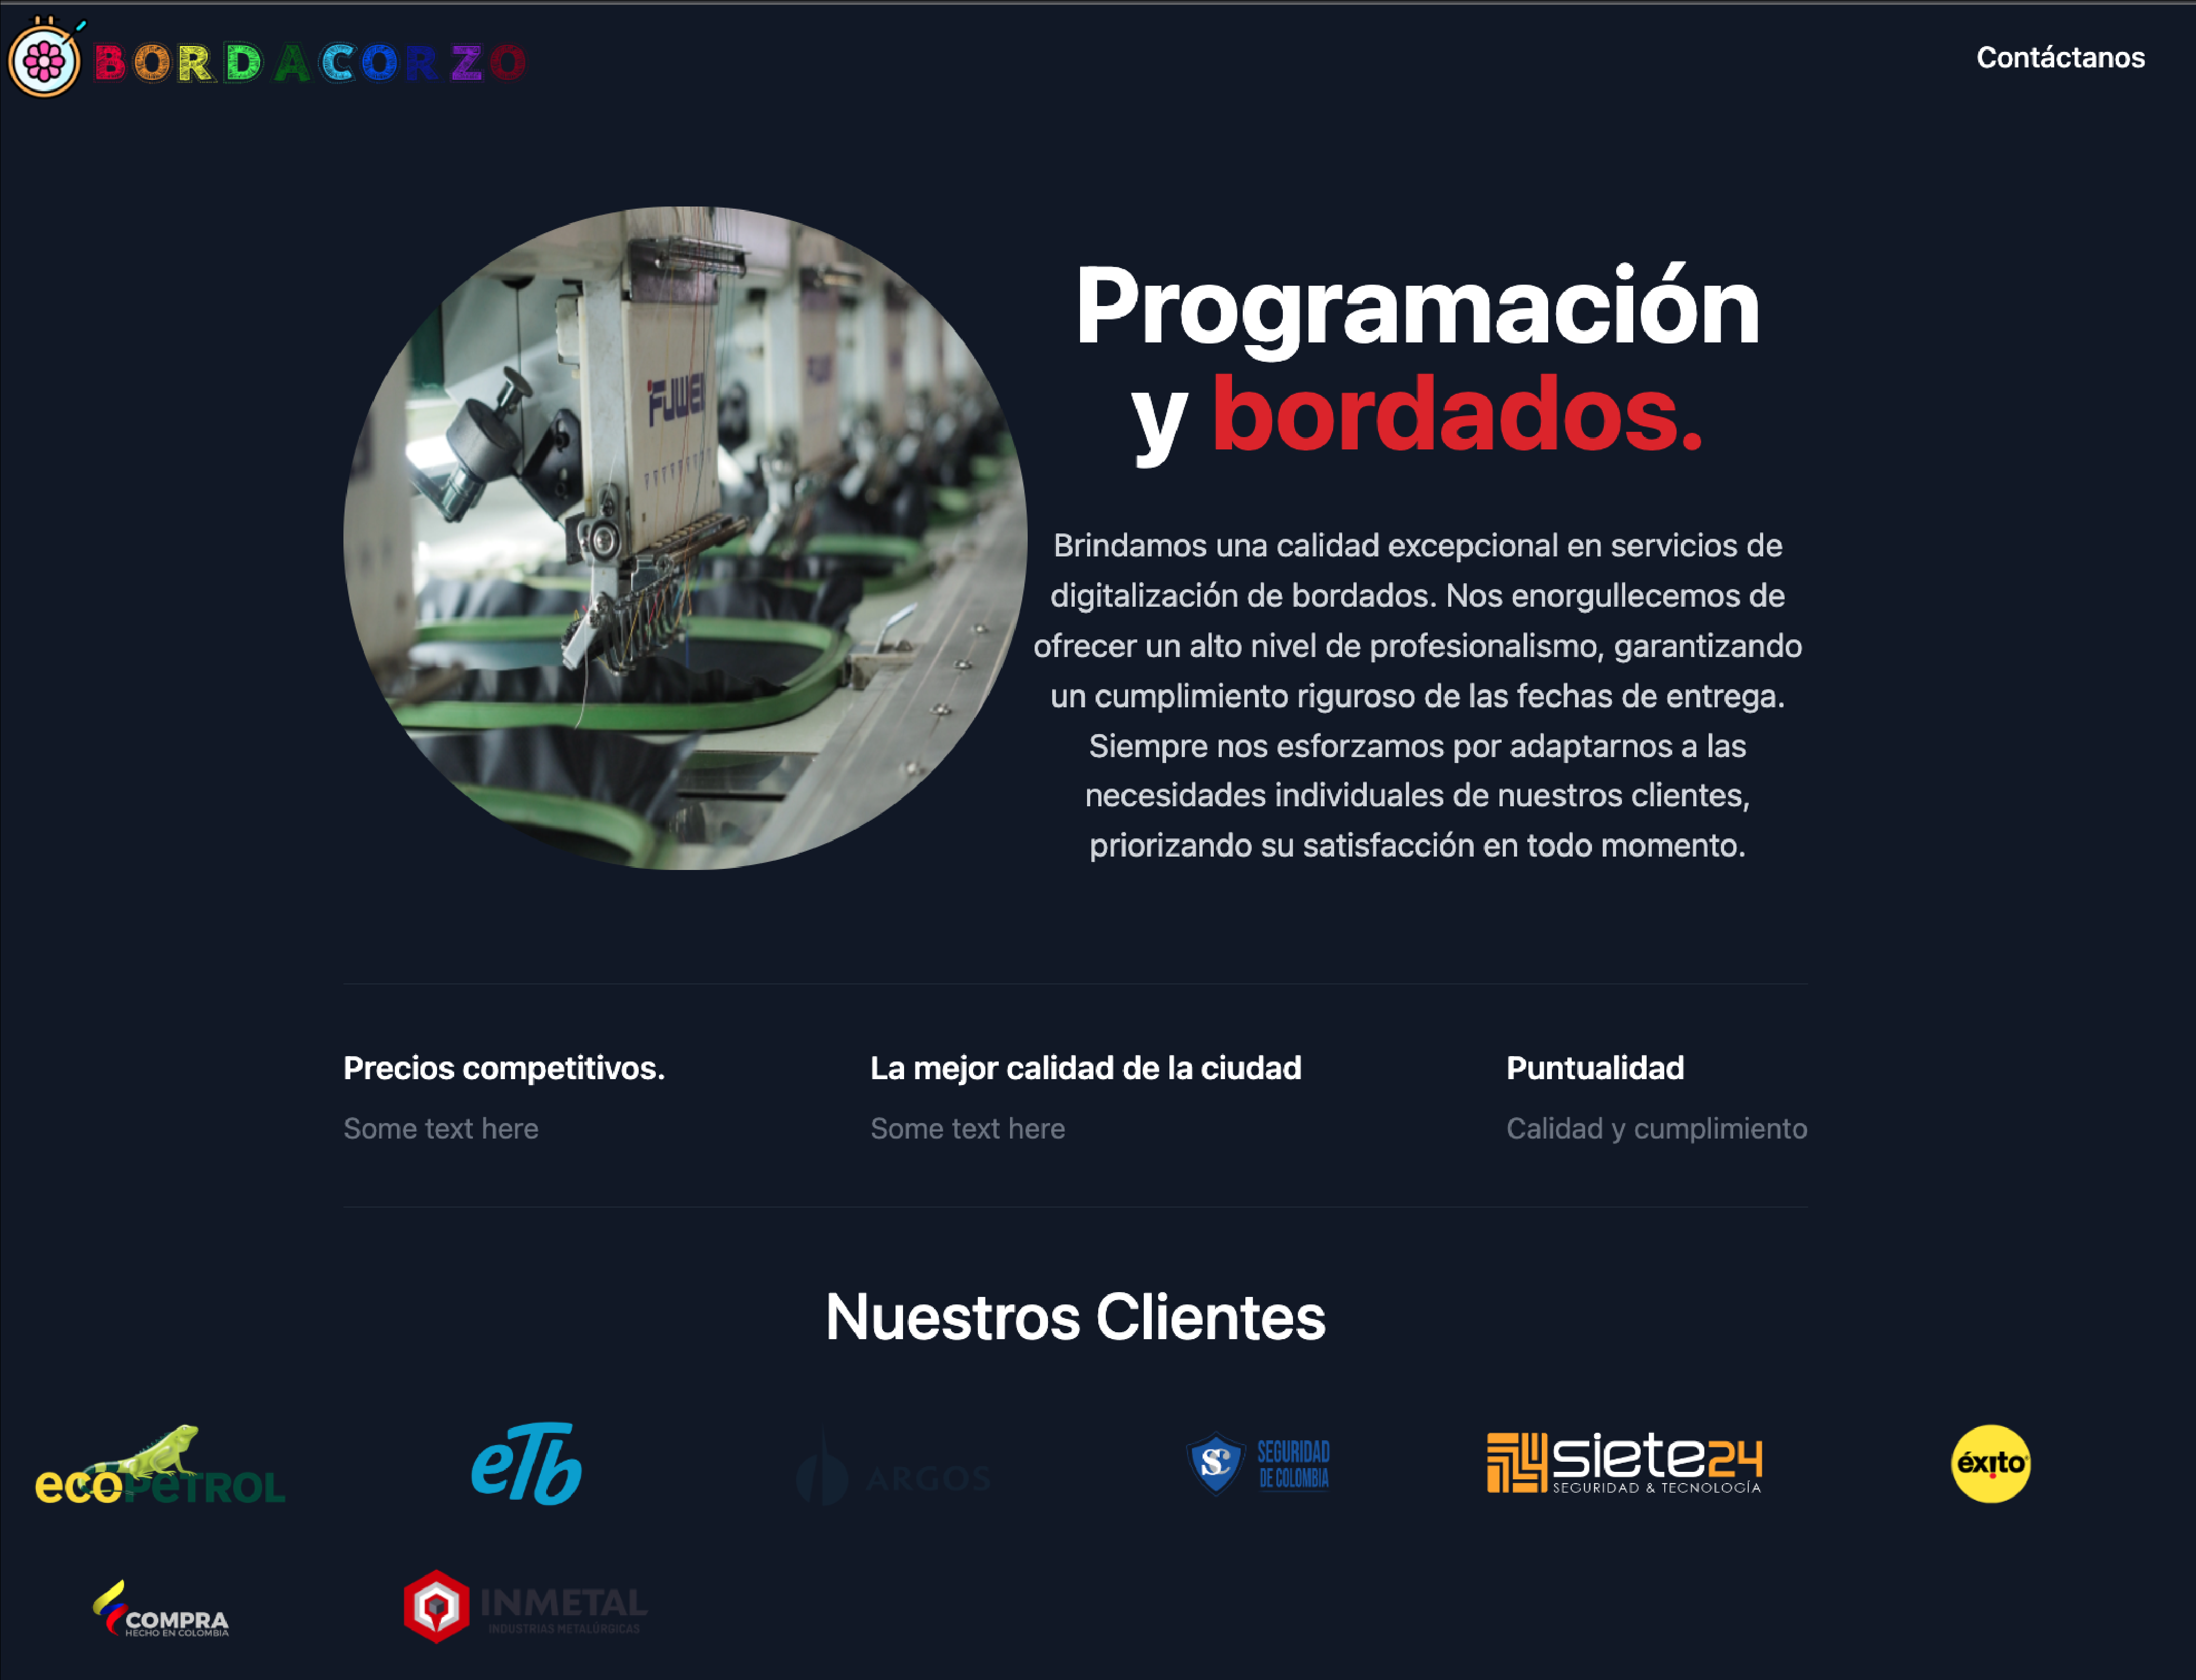 BORDACORZO
Contáctanos
Programación
y bordados.
FUWEI
Brindamos una calidad excepcional en servicios de
digitalización de bordados. Nos enorgullecemos de
ofrecer un alto nivel de profesionalismo, garantizando
un cumplimiento riguroso de las fechas de entrega.
Siempre nos esforzamos por adaptarnos a las
necesidades individuales de nuestros clientes,
priorizando su satisfacción en todo momento.
Precios competitivos.
Some text here
La mejor calidad de la ciudad
Some text here
Puntualidad
Calidad y cumplimiento
Nuestros Clientes
ecoPeTROL
eTb
ARGOS
SC
SEGURIDAD
DE COLOMBIA
siete24
SEGURIDAD & TECNOLOGÍA
éxito
COMPRA
HECHO EN COLOMBIA
INMETAL
INDUSTRIAS METALÚRGICAS